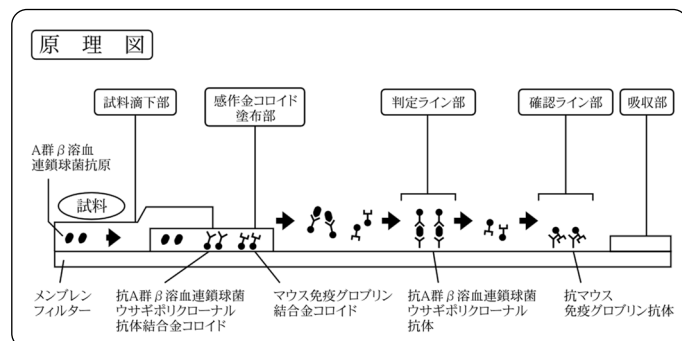 原理図
試料滴下部
感作金コロイド
塗布部
判定ライン部
確認ライン部
吸収部
A群β溶血
連鎖球菌抗原
試料
メンブレン
フィルター
抗A群β溶血連鎖球菌
ウサギポリクローナル
抗体結合金コロイド
マウス免疫グロブリン
結合金コロイド
抗A群β溶血連鎖球菌
ウサギポリクローナル
抗体
抗マウス
免疫グロブリン抗体